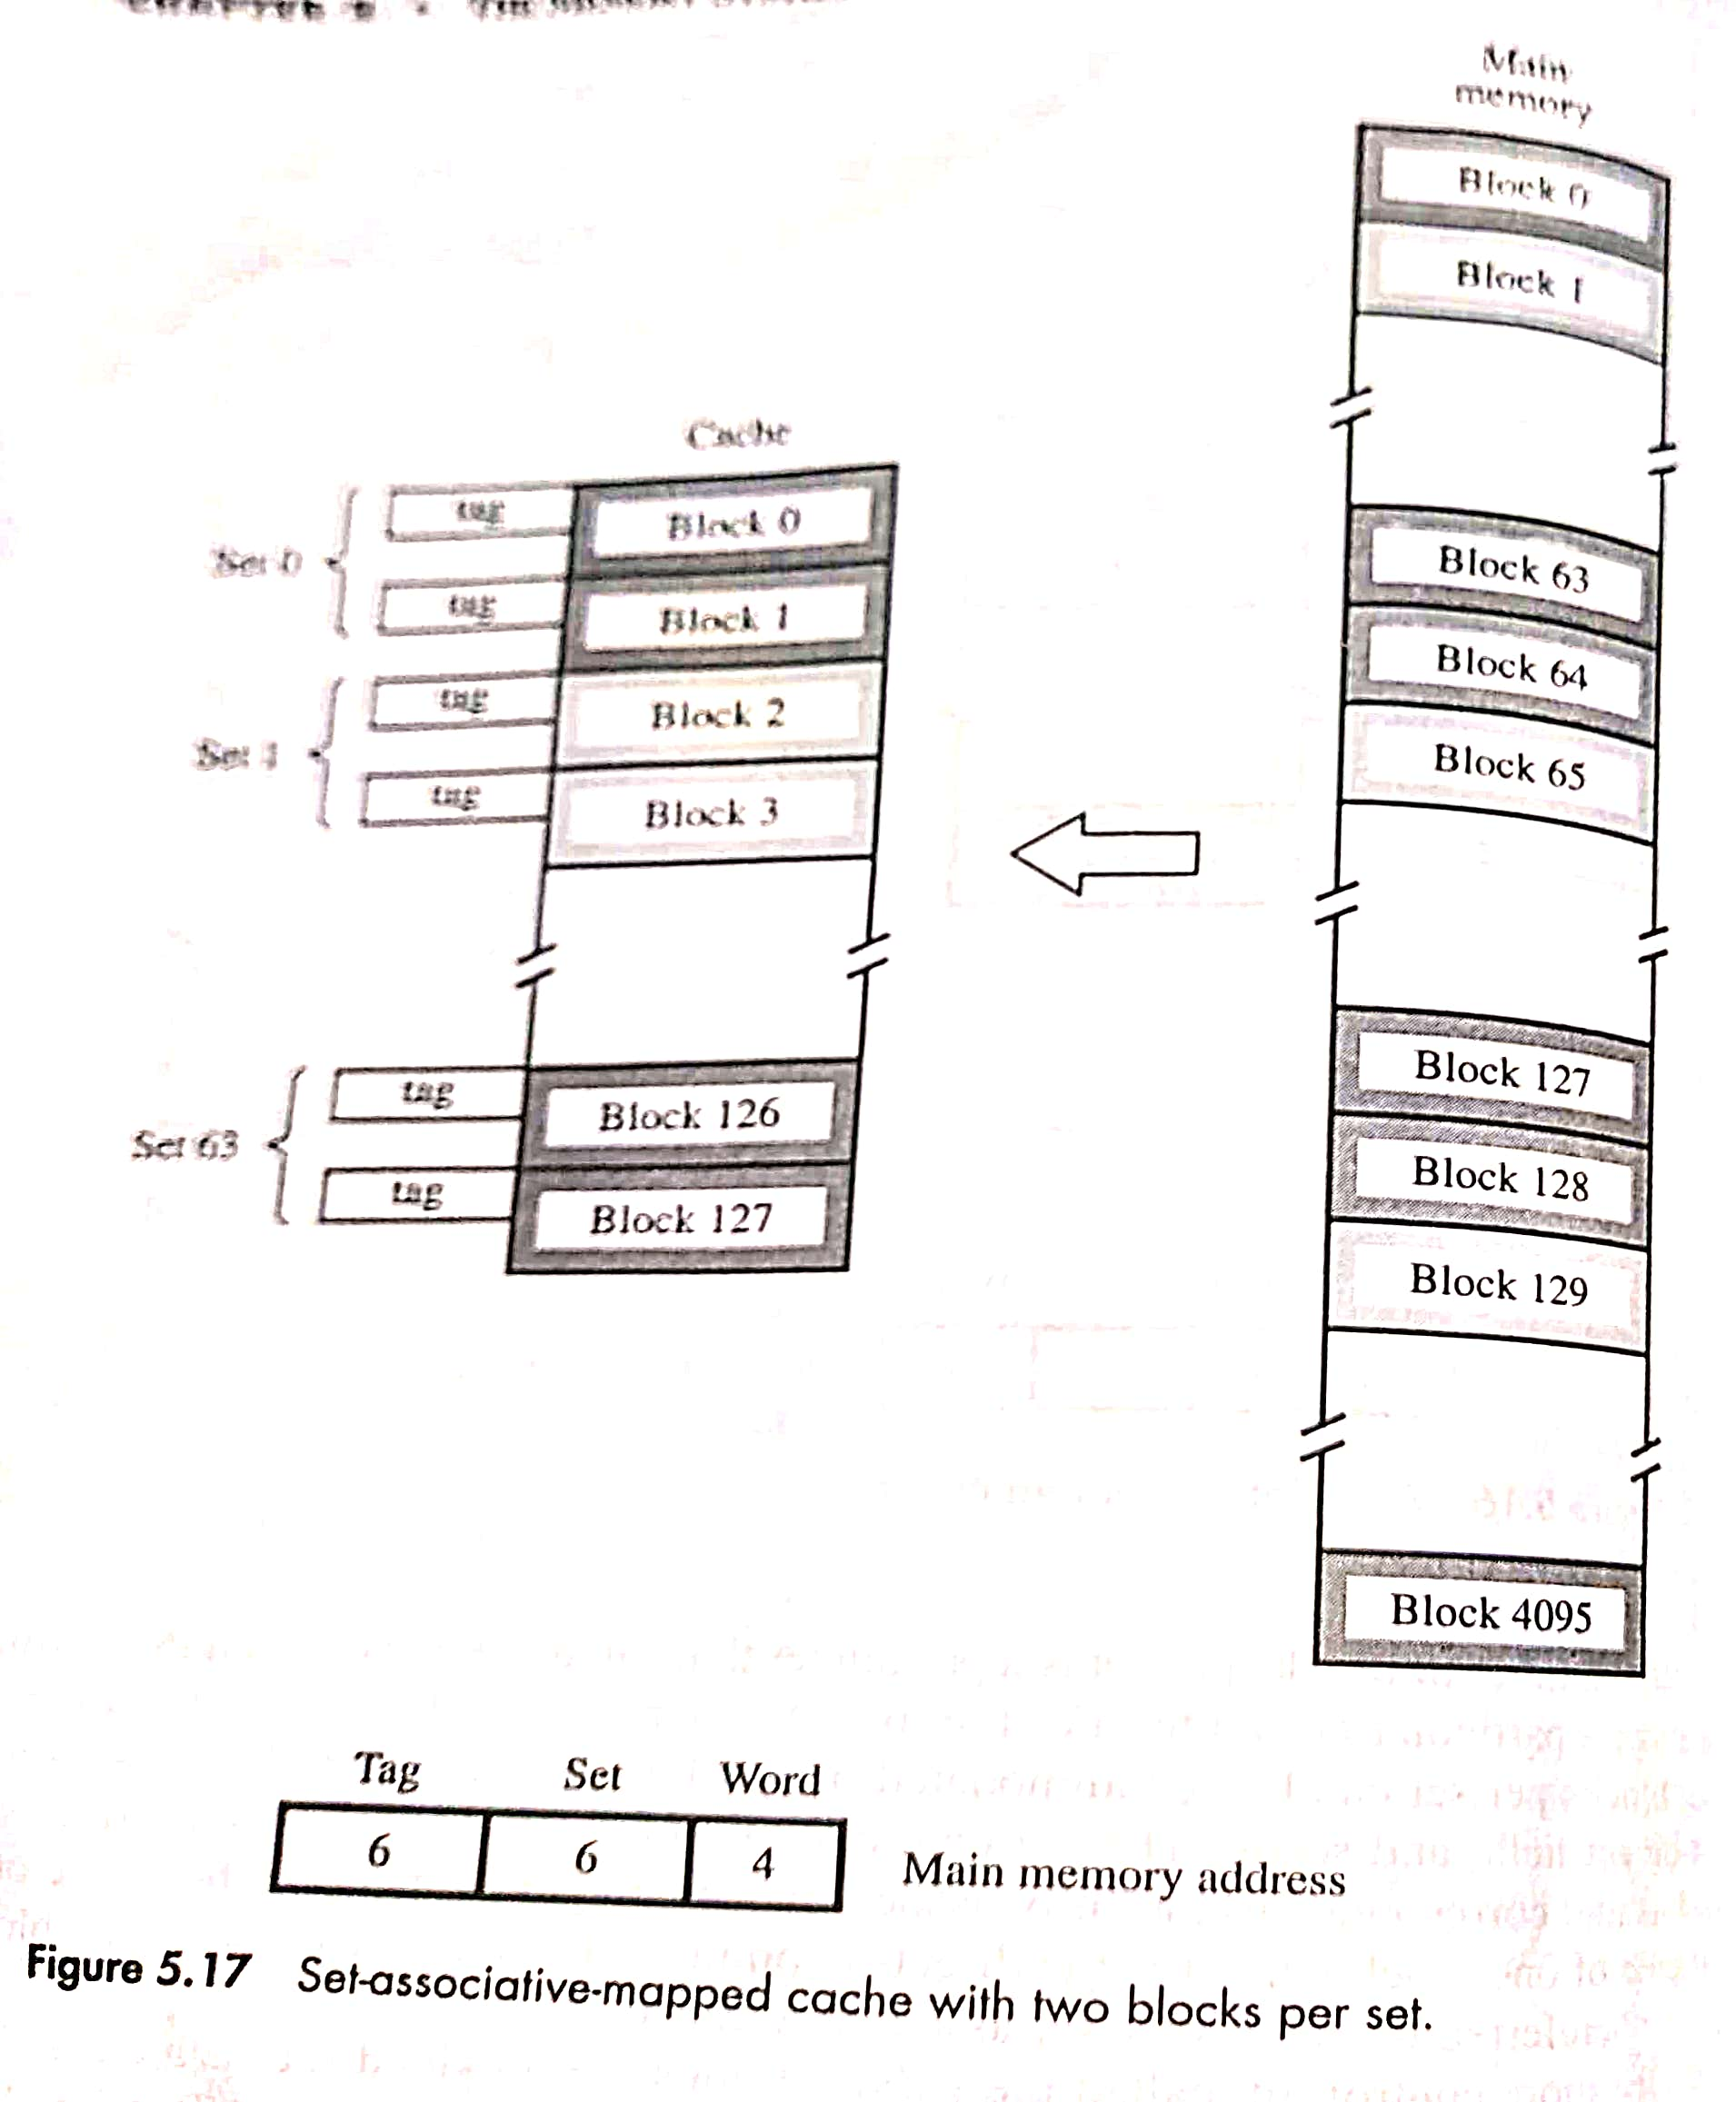 Main
memory
Block 0
Block 1
Cache
Set 0
tag
Block 0
tag
Block 1
Set 1
tag
Block 2
tag
Block 3
Block 63
Block 64
Block 65
Set 63
tag
Block 126
tag
Block 127
Block 127
Block 128
Block 129
Block 4095
Tag Set Word
6 6 4 Main memory address
Figure 5.17 Set-associative-mapped cache with two blocks per set.